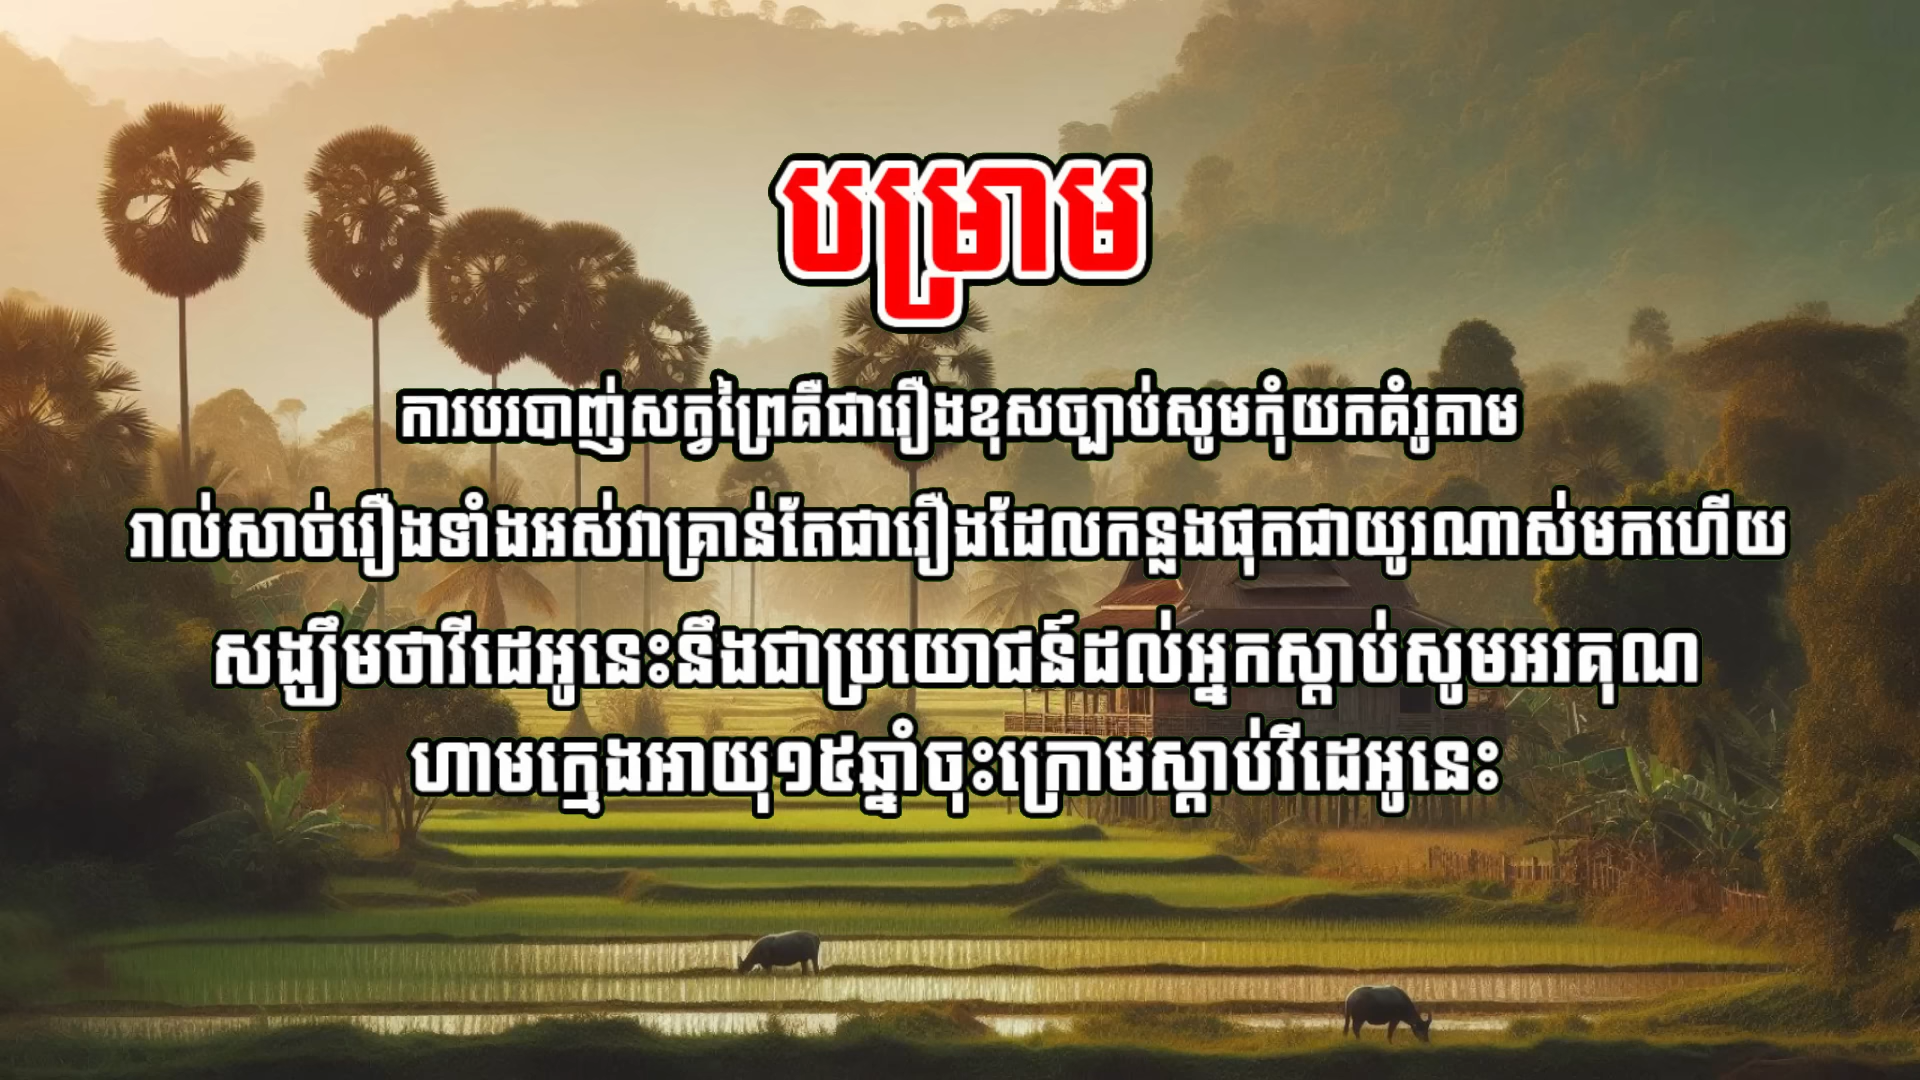 បម្រាម
ការបរបាញ់សត្វព្រៃគឺជារឿងខុសច្បាប់សូមកុំយកគំរូតាម
រាល់សាច់រឿងទាំងអស់វាគ្រាន់តែជារឿងដែលកន្លងផុតជាយូរណាស់មកហើយ
សង្ឃឹមថាវីដេអូនេះនឹងជាប្រយោជន៍ដល់អ្នកស្តាប់សូមអរគុណ
ហាមក្មេងអាយុ១៥ឆ្នាំចុះក្រោមស្តាប់វីដេអូនេះ